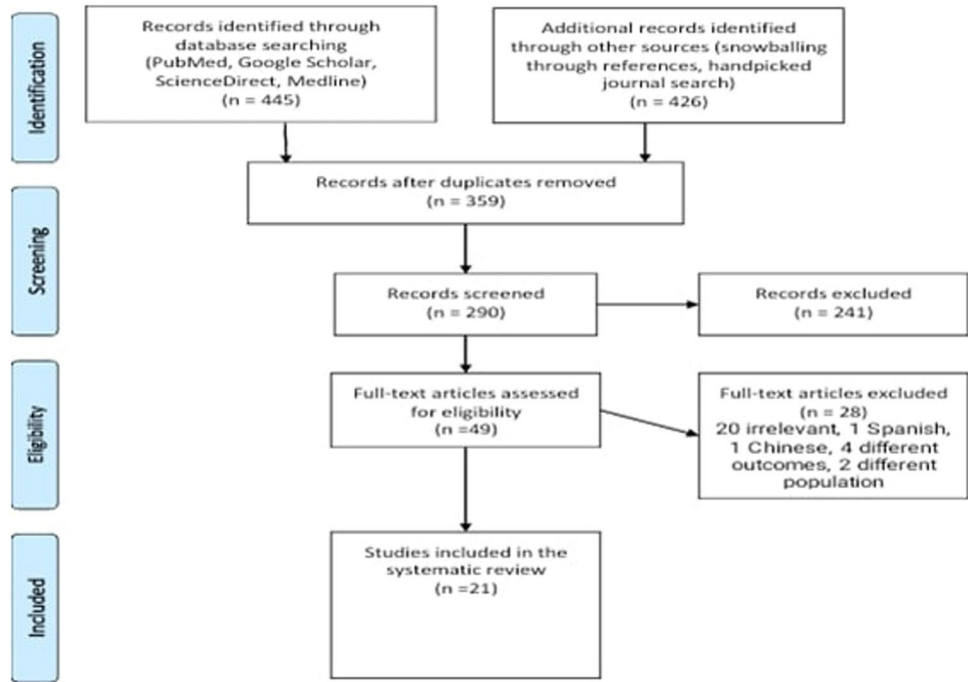 Identification
Records identified through
database searching
(PubMed, Google Scholar,
ScienceDirect, Medline)
(n = 445)
Additional records identified
through other sources (snowballing
through references, handpicked
journal search)
(n = 426)
Screening
Records after duplicates removed
(n = 359)
Records screened
(n = 290)
Records excluded
(n = 241)
Eligibility
Full-text articles assessed
for eligibility
(n =49)
Full-text articles excluded
(n = 28)
20 irrelevant, 1 Spanish,
1 Chinese, 4 different
outcomes, 2 different
population
Included
Studies included in the
systematic review
(n =21)